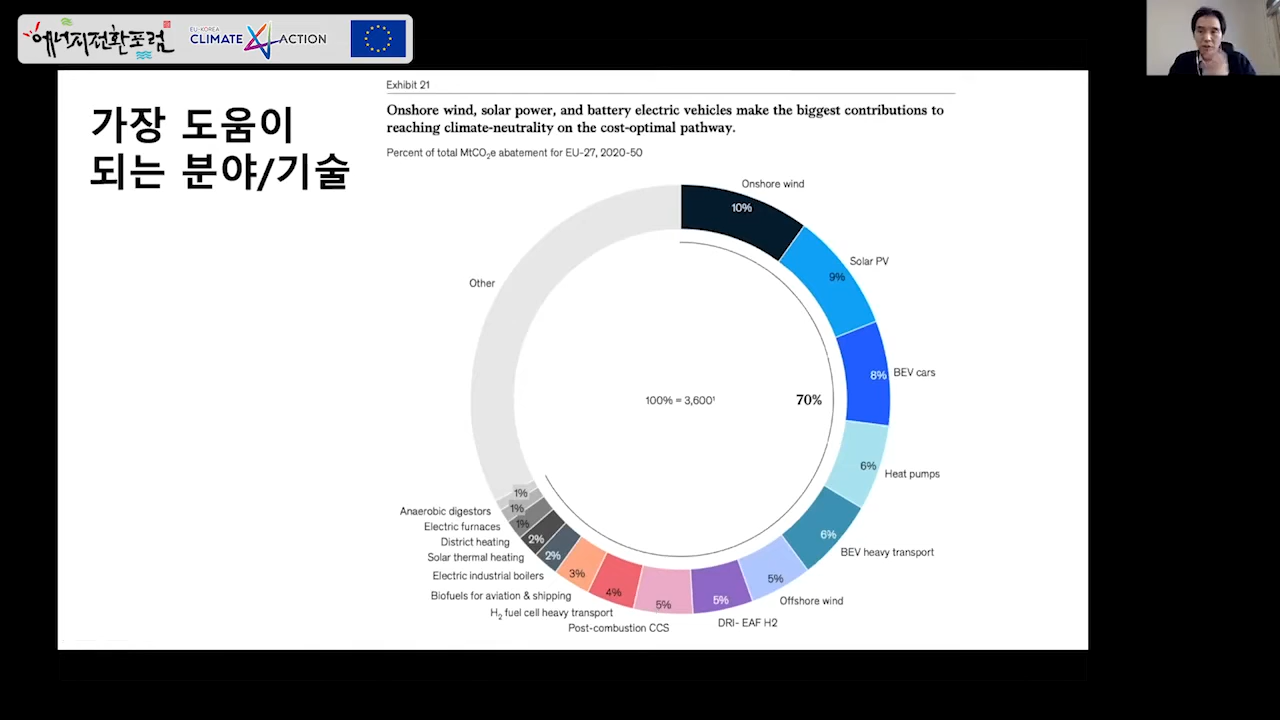 에너지전환포럼
EU-KOREA
CLIMATE ACTION
가장 도움이
되는 분야/기술
Exhibit 21
Onshore wind, solar power, and battery electric vehicles make the biggest contributions to
reaching climate-neutrality on the cost-optimal pathway.
Percent of total MtCO₂e abatement for EU-27, 2020-50
Onshore wind
10%
Solar PV
9%
BEV cars
8%
Heat pumps
6%
BEV heavy transport
6%
Offshore wind
5%
DRI- EAF H2
5%
Post-combustion CCS
5%
H₂ fuel cell heavy transport
4%
Biofuels for aviation & shipping
3%
Electric industrial boilers
2%
Solar thermal heating
2%
District heating
1%
Electric furnaces
1%
Anaerobic digestors
1%
Other
100% = 3,600¹
70%